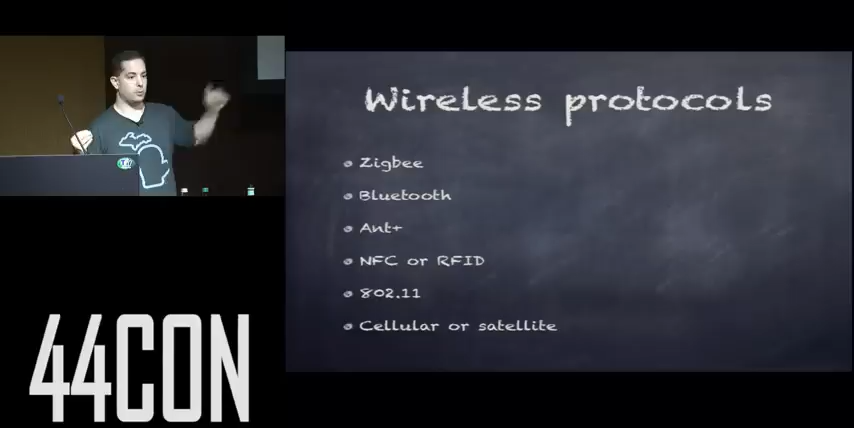 Wireless protocols
Zigbee
Bluetooth
Ant+
NFC or RFID
802.11
Cellular or satellite
44CON